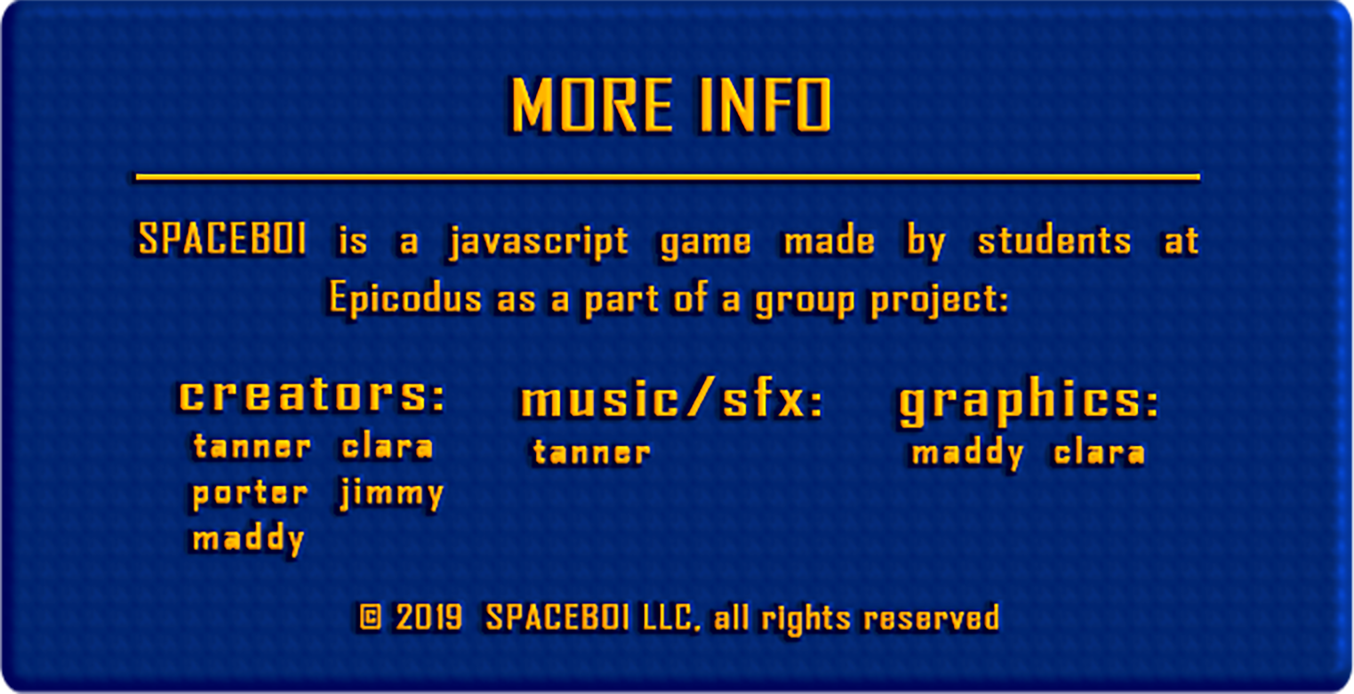 MORE INFO
SPACEBOI is a javascript game made by students at
Epicodus as a part of a group project:
creators:
tanner clara
porter jimmy
maddy
music/sfx:
tanner
graphics:
maddy clara
© 2019 SPACEBOI LLC. all rights reserved